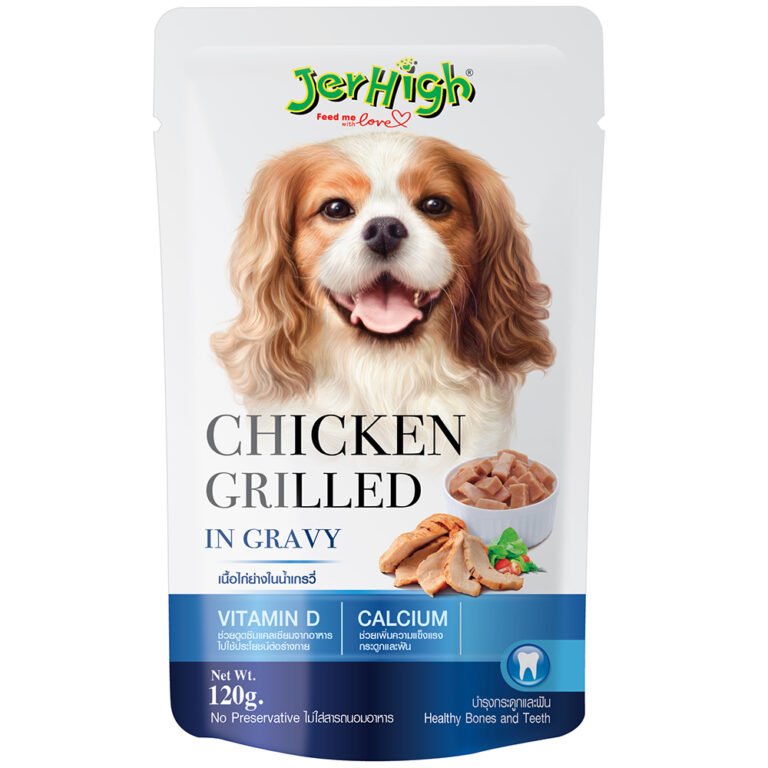 JerHigh®
Feed me
with love
CHICKEN
GRILLED
IN GRAVY
เนื้อไก่ย่างในน้ำเกรวี่
VITAMIN D
ช่วยดูดซึมแคลเซียมจากอาหาร
ไปใช้ประโยชน์ต่อร่างกาย
CALCIUM
ช่วยเพิ่มความแข็งแรง
กระดูกและฟัน
Net Wt.
120g.
No Preservative ไม่ใส่สารถนอมอาหาร
บำรุงกระดูกและฟัน
Healthy Bones and Teeth